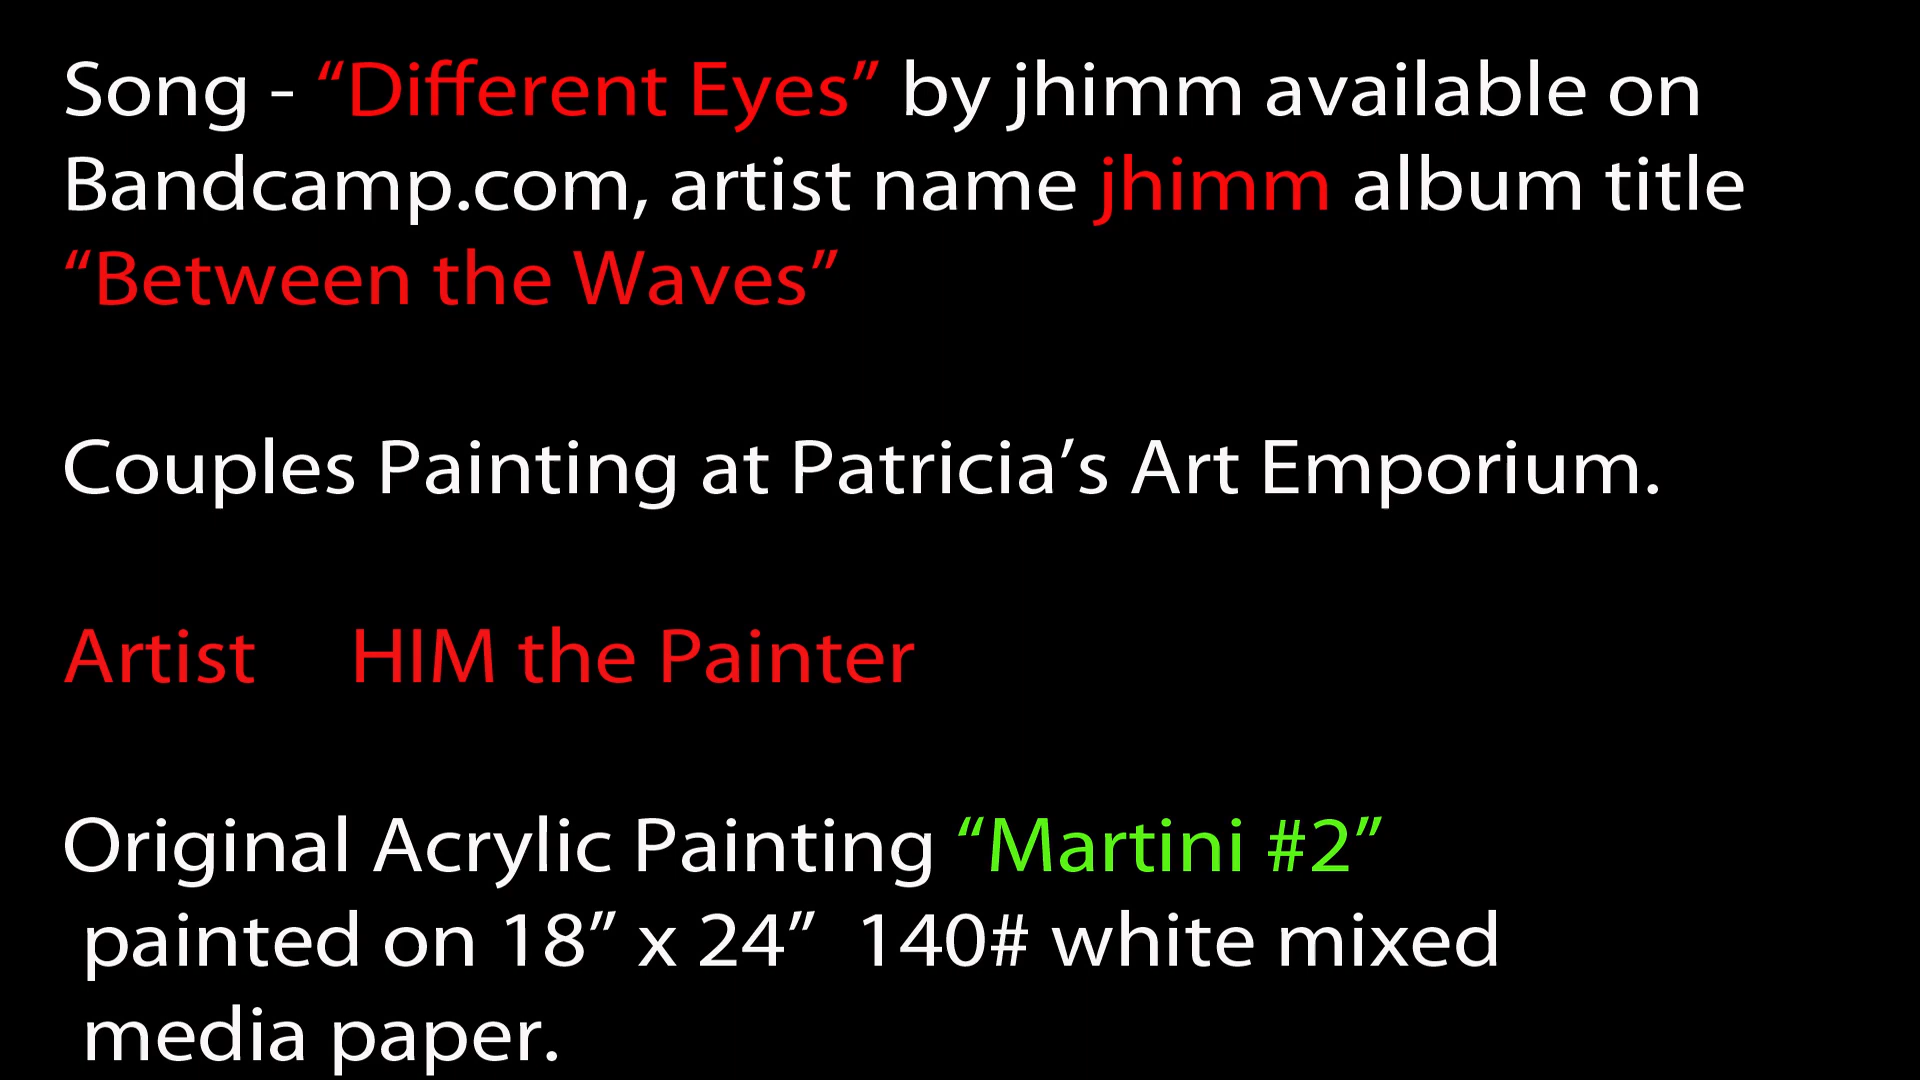 Song - “Different Eyes” by jhimm available on
Bandcamp.com, artist name jhimm album title
“Between the Waves”
Couples Painting at Patricia’s Art Emporium.
Artist HIM the Painter
Original Acrylic Painting “Martini #2”
painted on 18” x 24” 140# white mixed
media paper.